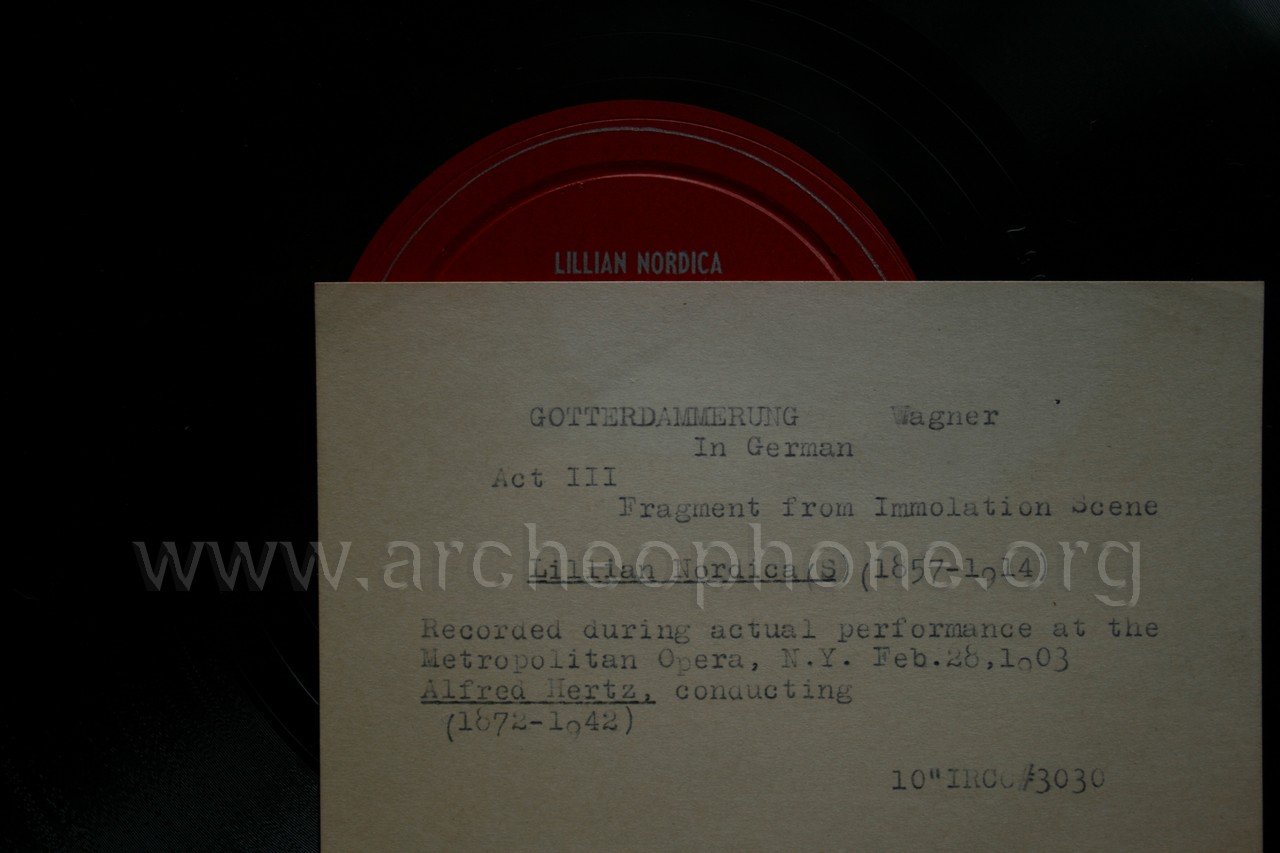 LILLIAN NORDICA
GOTTERDAMMERUNG Wagner
In German
Act III
Fragment from Immolation Scene
www.archeophone.org
Lillian Nordica(S) (1857-1914)
Recorded during actual performance at the
Metropolitan Opera, N.Y. Feb.28,1903
Alfred Hertz, conducting
(1872-1942)
10"IRCC#3030